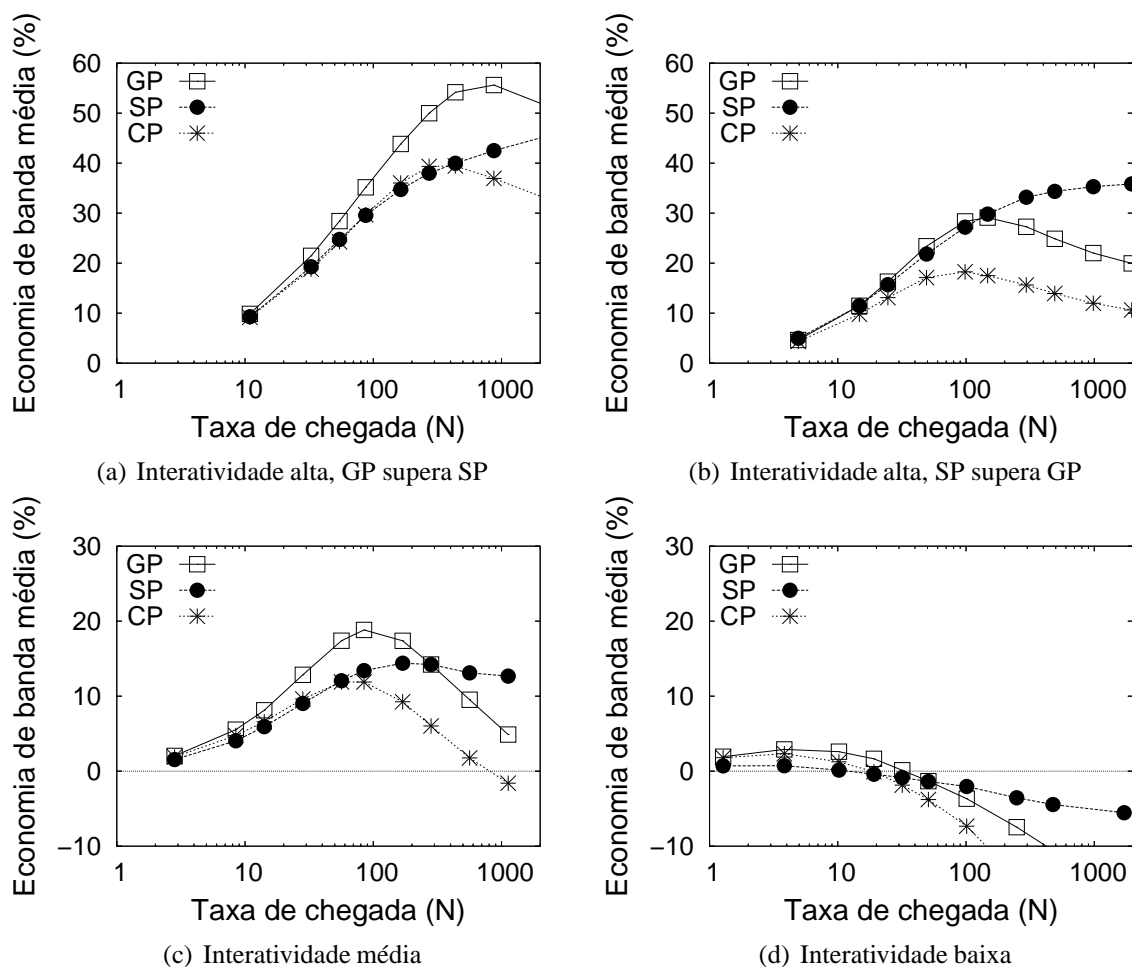 Economia de banda média (%)
60
50
40
30
20
10
0
GP
SP
CP
1
10
100
1000
Taxa de chegada (N)
(a) Interatividade alta, GP supera SP
Economia de banda média (%)
60
50
40
30
20
10
0
GP
SP
CP
1
10
100
1000
Taxa de chegada (N)
(b) Interatividade alta, SP supera GP
Economia de banda média (%)
30
20
10
0
−10
GP
SP
CP
1
10
100
1000
Taxa de chegada (N)
(c) Interatividade média
Economia de banda média (%)
30
20
10
0
−10
GP
SP
CP
1
10
100
1000
Taxa de chegada (N)
(d) Interatividade baixa